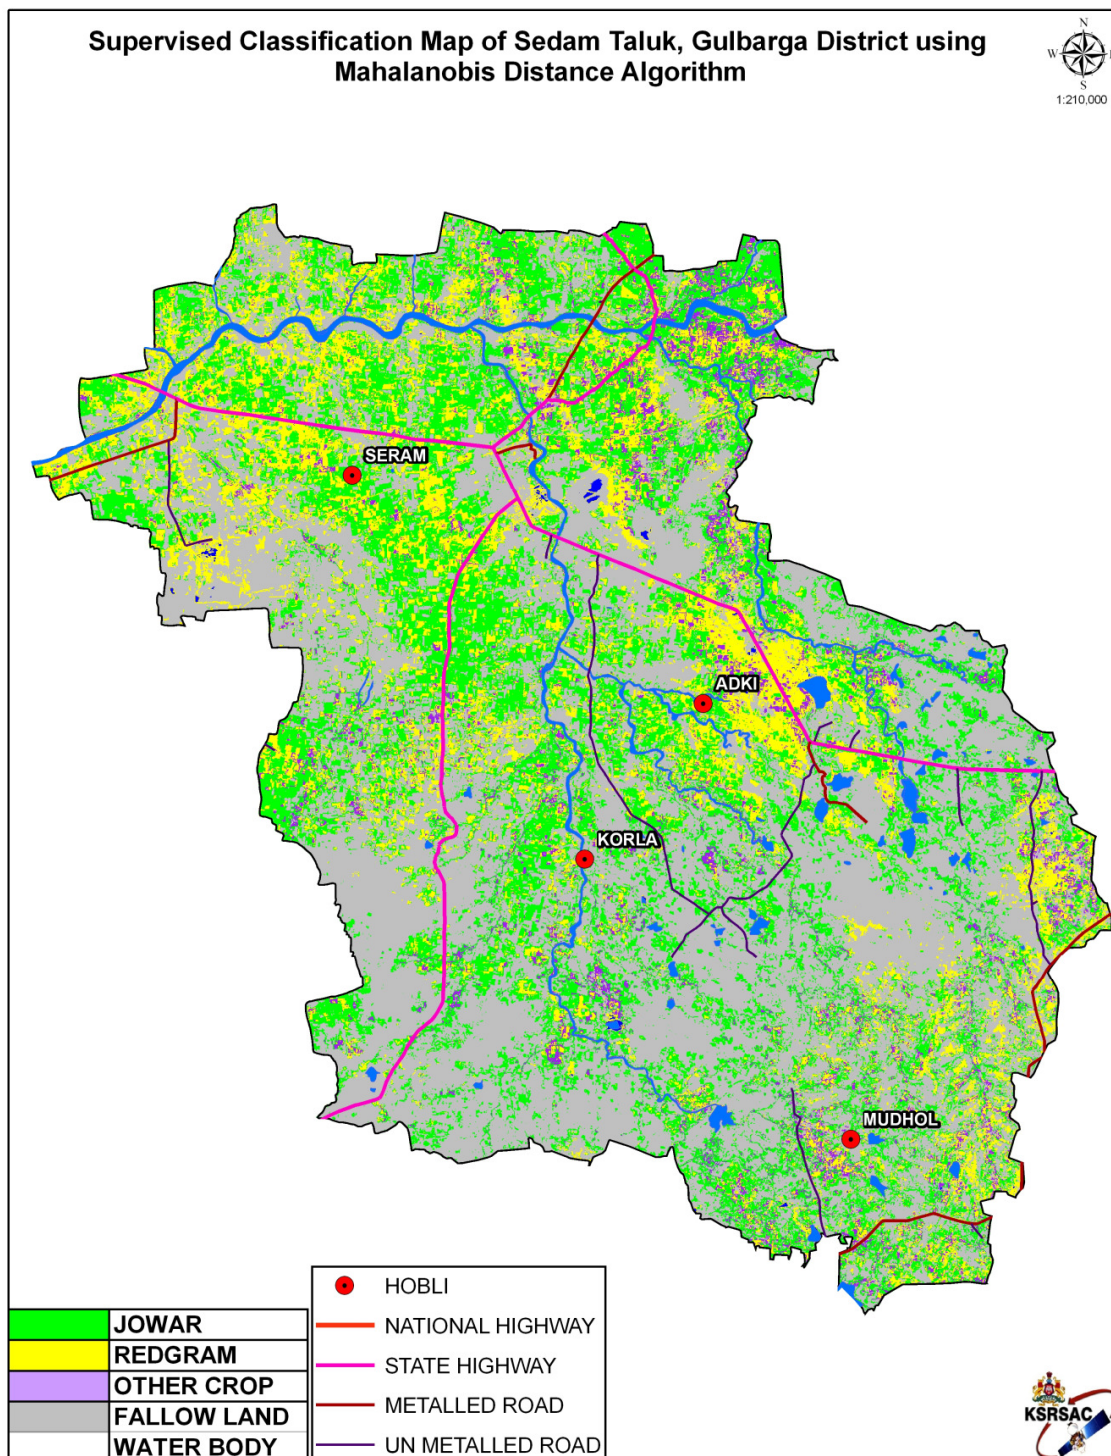 Supervised Classification Map of Sedam Taluk, Gulbarga District using
Mahalanobis Distance Algorithm
N
W
S
1:210,000
SERAM
ADKI
KORLA
MUDHOL
HOBLI
NATIONAL HIGHWAY
STATE HIGHWAY
METALLED ROAD
UN METALLED ROAD
JOWAR
REDGRAM
OTHER CROP
FALLOW LAND
WATER BODY
KSRSAC